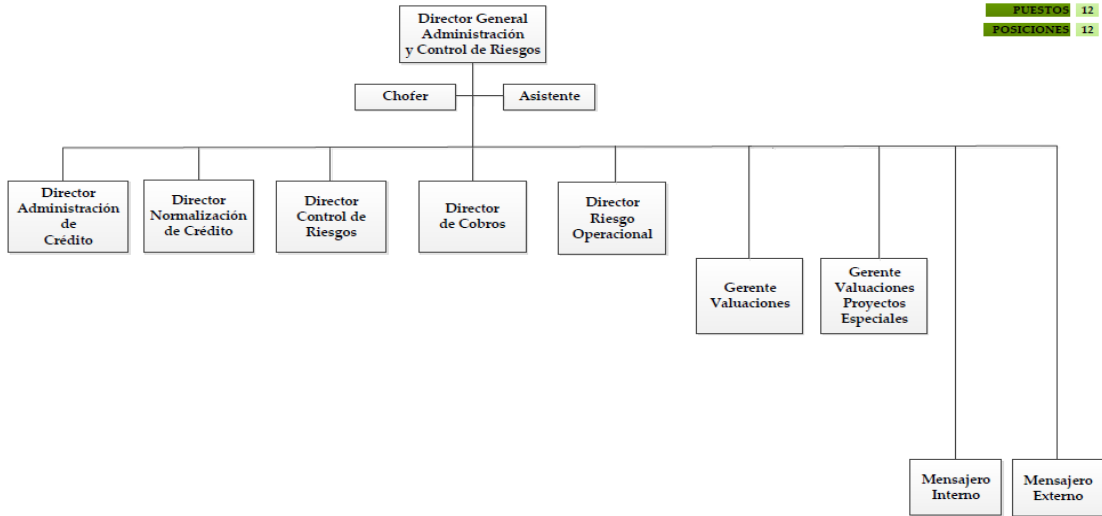 Director General
Administración
y Control de Riesgos
PUESTOS 12
POSICIONES 12
Chofer
Asistente
Director
Administración
de
Crédito
Director
Normalización
de Crédito
Director
Control de
Riesgos
Director
de Cobros
Director
Riesgo
Operacional
Gerente
Valuaciones
Gerente
Valuaciones
Proyectos
Especiales
Mensajero
Interno
Mensajero
Externo